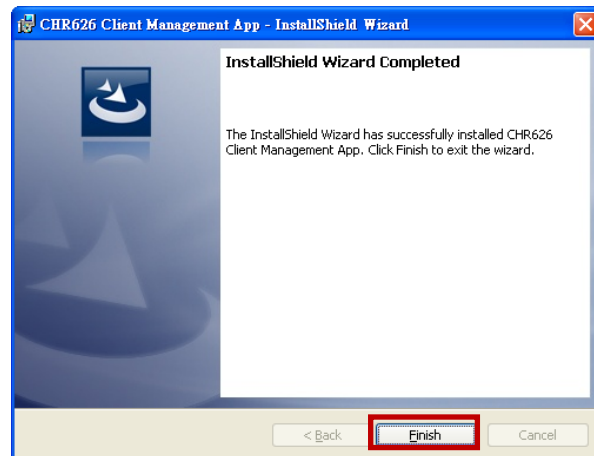 CHR626 Client Management App - InstallShield Wizard
InstallShield Wizard Completed
The InstallShield Wizard has successfully installed CHR626
Client Management App. Click Finish to exit the wizard.
< Back
Finish
Cancel